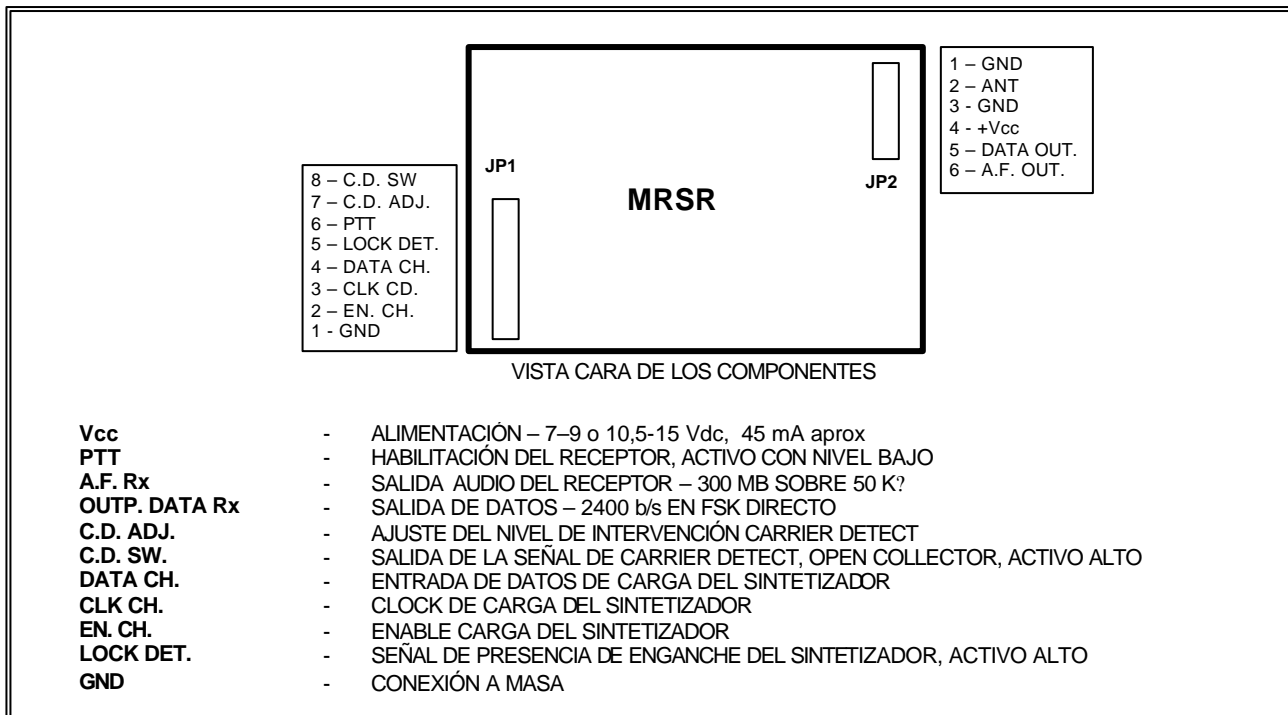 1 – GND
2 – ANT
3 - GND
4 - +Vcc
5 – DATA OUT.
6 – A.F. OUT.
JP1
JP2
MRSR
8 – C.D. SW
7 – C.D. ADJ.
6 – PTT
5 – LOCK DET.
4 – DATA CH.
3 – CLK CD.
2 – EN. CH.
1 - GND
VISTA CARA DE LOS COMPONENTES
Vcc - ALIMENTACIÓN – 7–9 o 10,5-15 Vdc, 45 mA aprox
PTT - HABILITACIÓN DEL RECEPTOR, ACTIVO CON NIVEL BAJO
A.F. Rx - SALIDA AUDIO DEL RECEPTOR – 300 MB SOBRE 50 K?
OUTP. DATA Rx - SALIDA DE DATOS – 2400 b/s EN FSK DIRECTO
C.D. ADJ. - AJUSTE DEL NIVEL DE INTERVENCIÓN CARRIER DETECT
C.D. SW. - SALIDA DE LA SEÑAL DE CARRIER DETECT, OPEN COLLECTOR, ACTIVO ALTO
DATA CH. - ENTRADA DE DATOS DE CARGA DEL SINTETIZADOR
CLK CH. - CLOCK DE CARGA DEL SINTETIZADOR
EN. CH. - ENABLE CARGA DEL SINTETIZADOR
LOCK DET. - SEÑAL DE PRESENCIA DE ENGANCHE DEL SINTETIZADOR, ACTIVO ALTO
GND - CONEXIÓN A MASA